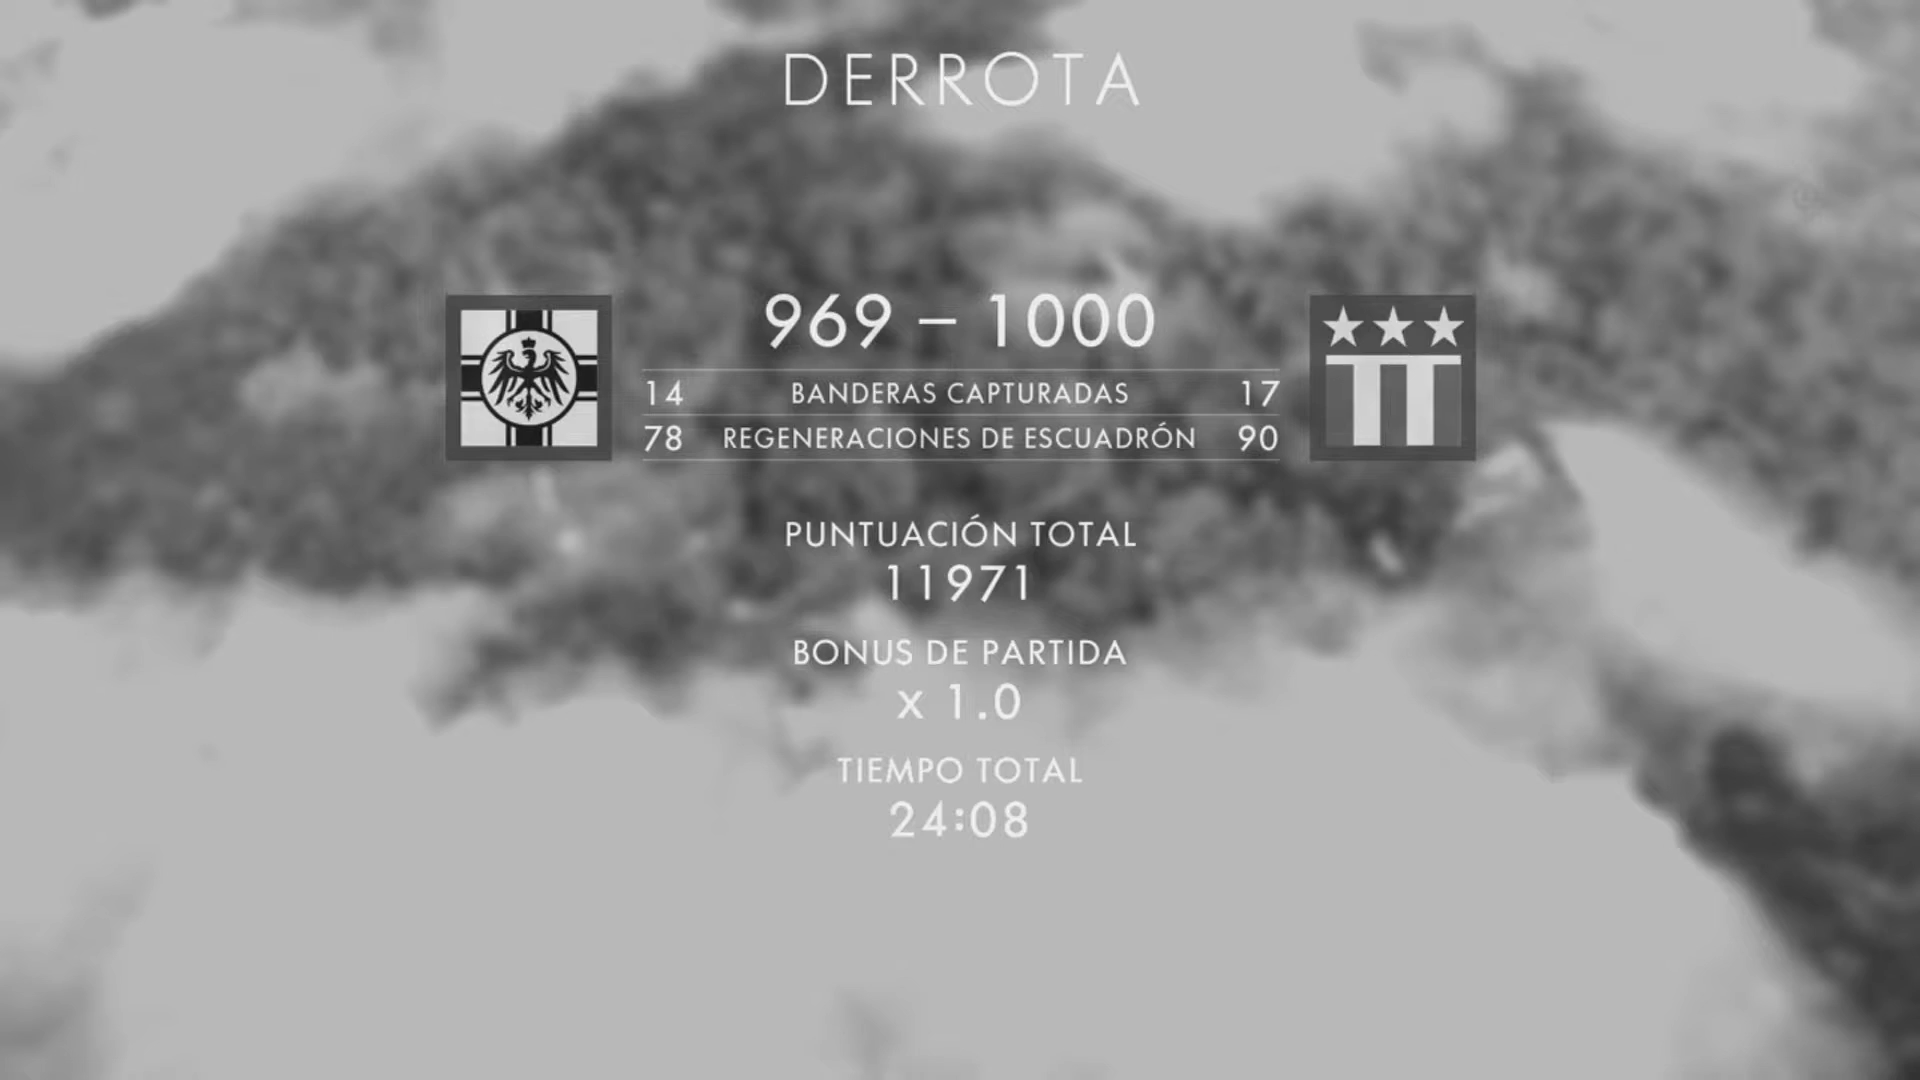 DERROTA
969 – 1000
14 BANDERAS CAPTURADAS 17
78 REGENERACIONES DE ESCUADRÓN 90
PUNTUACIÓN TOTAL
11971
BONUS DE PARTIDA
x 1.0
TIEMPO TOTAL
24:08